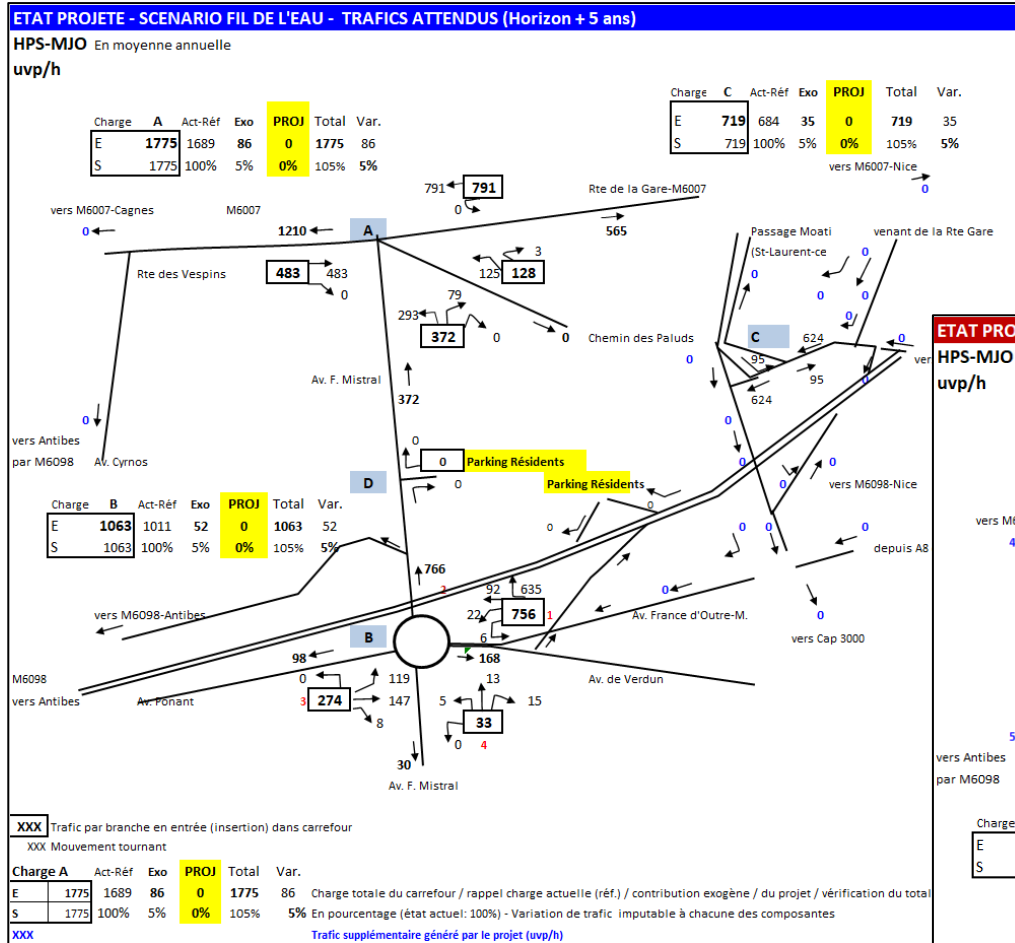 ETAT PROJETE - SCENARIO FIL DE L'EAU - TRAFICS ATTENDUS (Horizon + 5 ans)
HPS-MJO En moyenne annuelle
uvp/h
Charge A Act-Réf Exo PROJ Total Var.
E 1775 1689 86 0 1775 86
S 1775 100% 5% 0% 105% 5%
Charge C Act-Réf Exo PROJ Total Var.
E 719 684 35 0 719 35
S 719 100% 5% 0% 105% 5%
vers M6007-Nice
0
791 791
0
Rte de la Gare-M6007
vers M6007-Cagnes M6007
0 1210 A 565
Passage Moati venant de la Rte Gare
(St-Laurent-ce 0
0 0
0 0
0
Rte des Vespins 483 483
0
3
125 128
79
293
372 0
0 Chemin des Paluds
C 624 0
0 95 95 0
ver
624
Av. F. Mistral
372
0
vers Antibes
par M6098 Av. Cyrnos
0
0 Parking Résidents
D 0
Parking Résidents
0
0
0
0
0 0
vers M6098-Nice
Charge B Act-Réf Exo PROJ Total Var.
E 1063 1011 52 0 1063 52
S 1063 100% 5% 0% 105% 5%
0 0 0
depuis A8
766
2
92 635
22 756 1
6
0
vers M6098-Antibes
Av. France d'Outre-M.
0
vers Cap 3000
B
98 168
M6098
vers Antibes Av. Ponant
Av. de Verdun
0 119
3 274 147
8
13
5 15
33
0 4
30
Av. F. Mistral
ETAT PRO
HPS-MJO
uvp/h
vers M6
4
5
vers Antibes
par M6098
Charge
E
S
XXX Trafic par branche en entrée (insertion) dans carrefour
XXX Mouvement tournant
Charge A Act-Réf Exo PROJ Total Var.
E 1775 1689 86 0 1775 86 Charge totale du carrefour / rappel charge actuelle (réf.) / contribution exogène / du projet / vérification du total
S 1775 100% 5% 0% 105% 5% En pourcentage (état actuel: 100%) - Variation de trafic imputable à chacune des composantes
XXX Trafic supplémentaire généré par le projet (uvp/h)